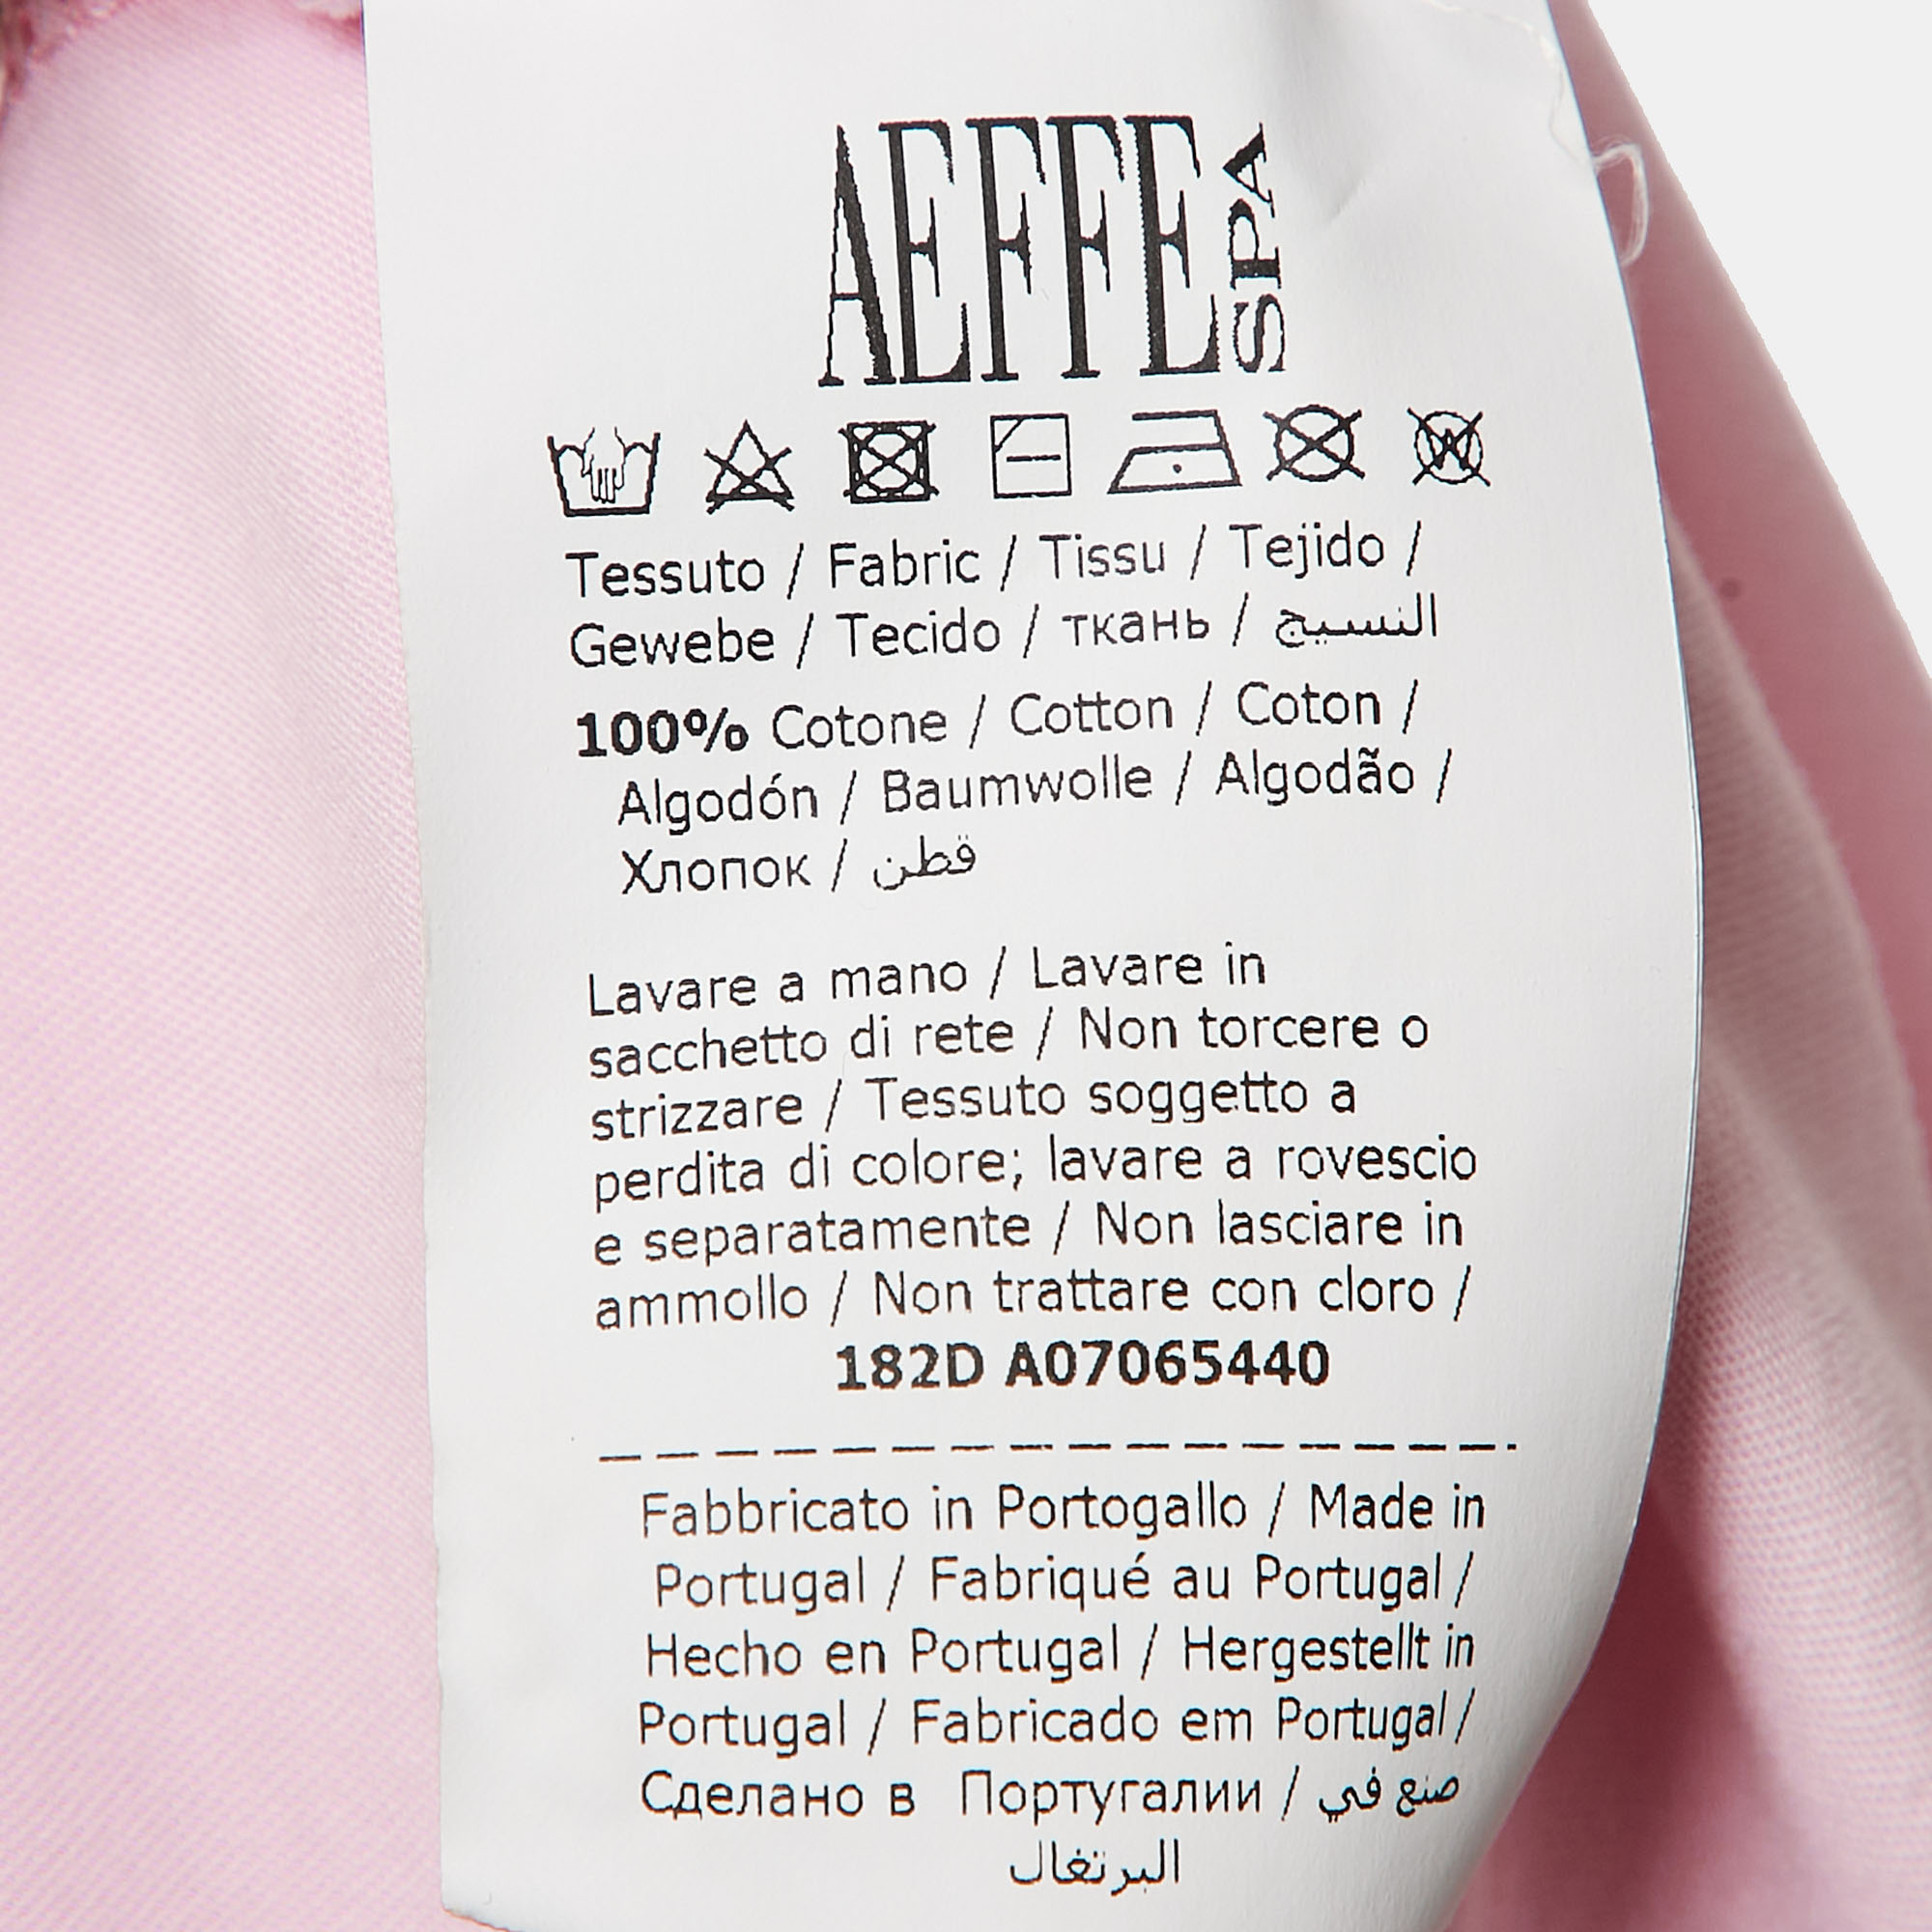 AEFFE SPA
Tessuto / Fabric / Tissu / Tejido /
Gewebe / Tecido / ткань / النسيج
100% Cotone / Cotton / Coton /
Algodón / Baumwolle / Algodão /
Хлопок / قطن
Lavare a mano / Lavare in
sacchetto di rete / Non torcere o
strizzare / Tessuto soggetto a
perdita di colore; lavare a rovescio
e separatamente / Non lasciare in
ammollo / Non trattare con cloro /
182D A07065440
Fabbricato in Portogallo / Made in
Portugal / Fabriqué au Portugal /
Hecho en Portugal / Hergestellt in
Portugal / Fabricado em Portugal /
Сделано в Португалии / صنع في
البرتغال